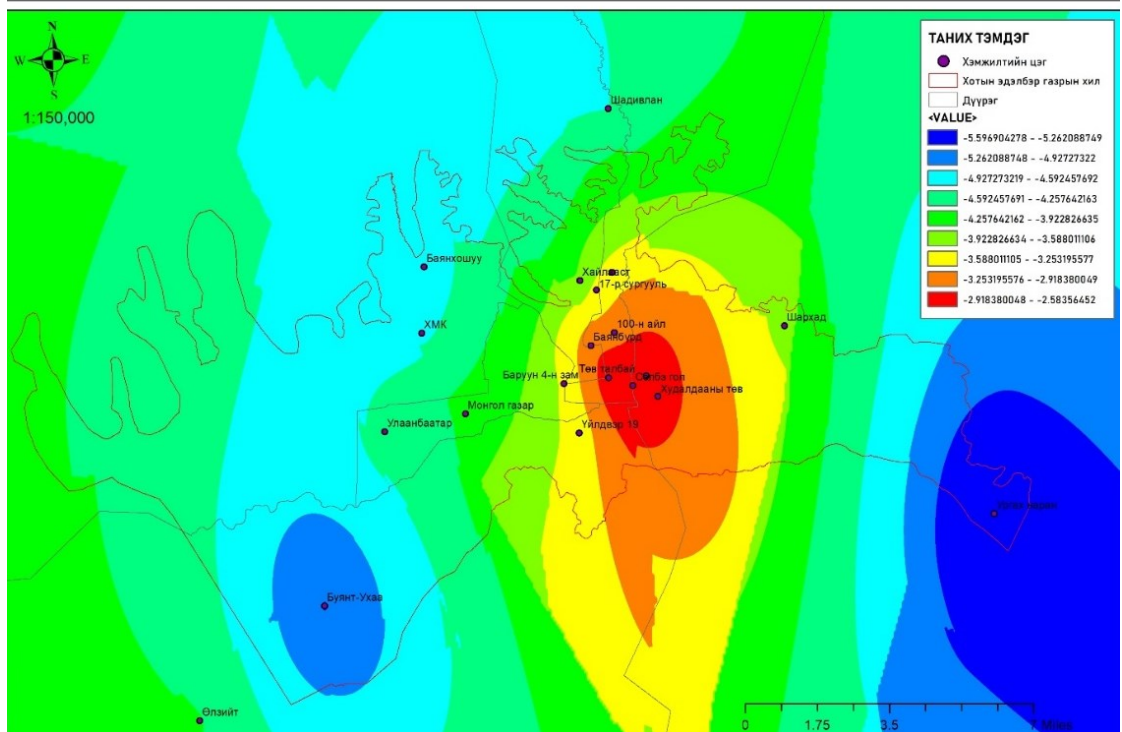 N
W E
S
1:150,000
ТАНИХ ТЭМДЭГ
Хэмжилтийн цэг
Хотын эдэлбэр газрын хил
Дүүрэг
<VALUE>
-5.596904278 - -5.262088749
-5.262088748 - -4.92727322
-4.927273219 - -4.592457692
-4.592457691 - -4.257642163
-4.257642162 - -3.922826635
-3.922826634 - -3.588011106
-3.588011105 - -3.253195577
-3.253195576 - -2.918380049
-2.918380048 - -2.58356452
Шадивлан
Баянхошуу
Хайлааст
17-р сургууль
ХМК
100-н айл
Шархад
Баянбүрд
Төв талбай
Баруун 4-н зам
Сэлбэ гол
Худалдааны төв
Монгол газар
Улаанбаатар
Үйлдвэр 19
Буянт-Ухаа
Өлзийт
0 1.75 3.5 7 Miles